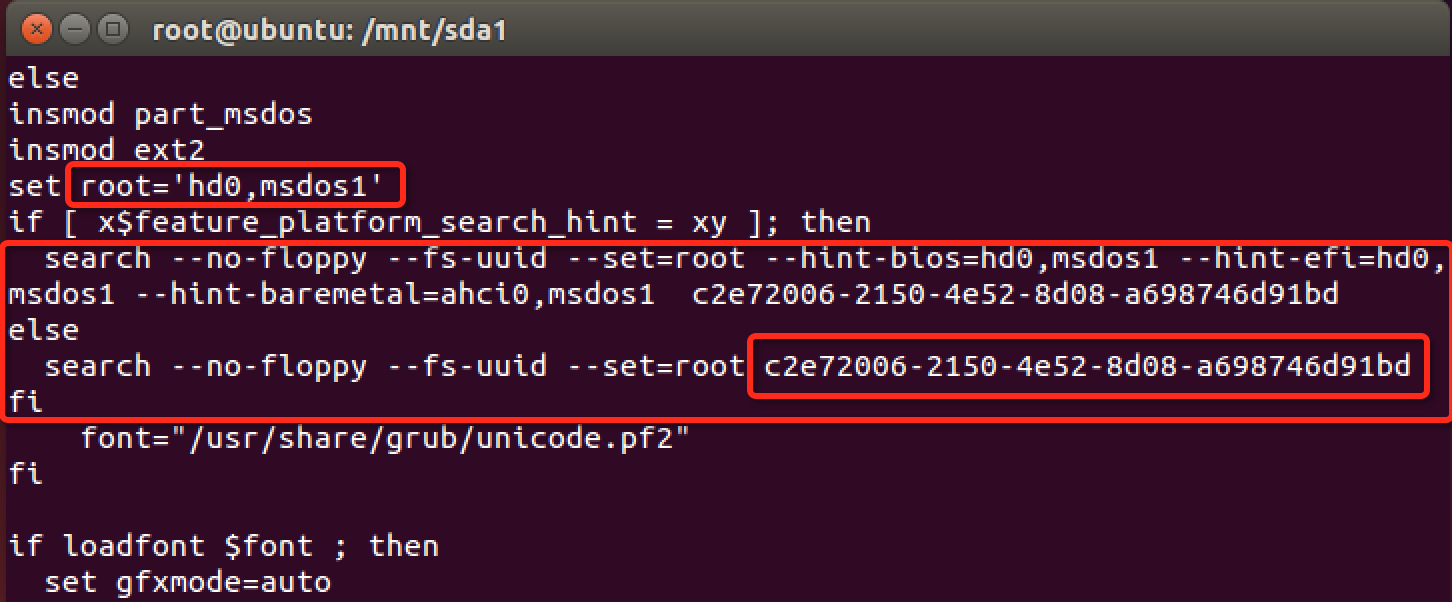 root@ubuntu: /mnt/sda1
else
insmod part_msdos
insmod ext2
set root='hd0,msdos1'
if [ x$feature_platform_search_hint = xy ]; then
  search --no-floppy --fs-uuid --set=root --hint-bios=hd0,msdos1 --hint-efi=hd0,
msdos1 --hint-baremetal=ahci0,msdos1  c2e72006-2150-4e52-8d08-a698746d91bd
else
  search --no-floppy --fs-uuid --set=root c2e72006-2150-4e52-8d08-a698746d91bd
fi
    font="/usr/share/grub/unicode.pf2"
fi

if loadfont $font ; then
  set gfxmode=auto